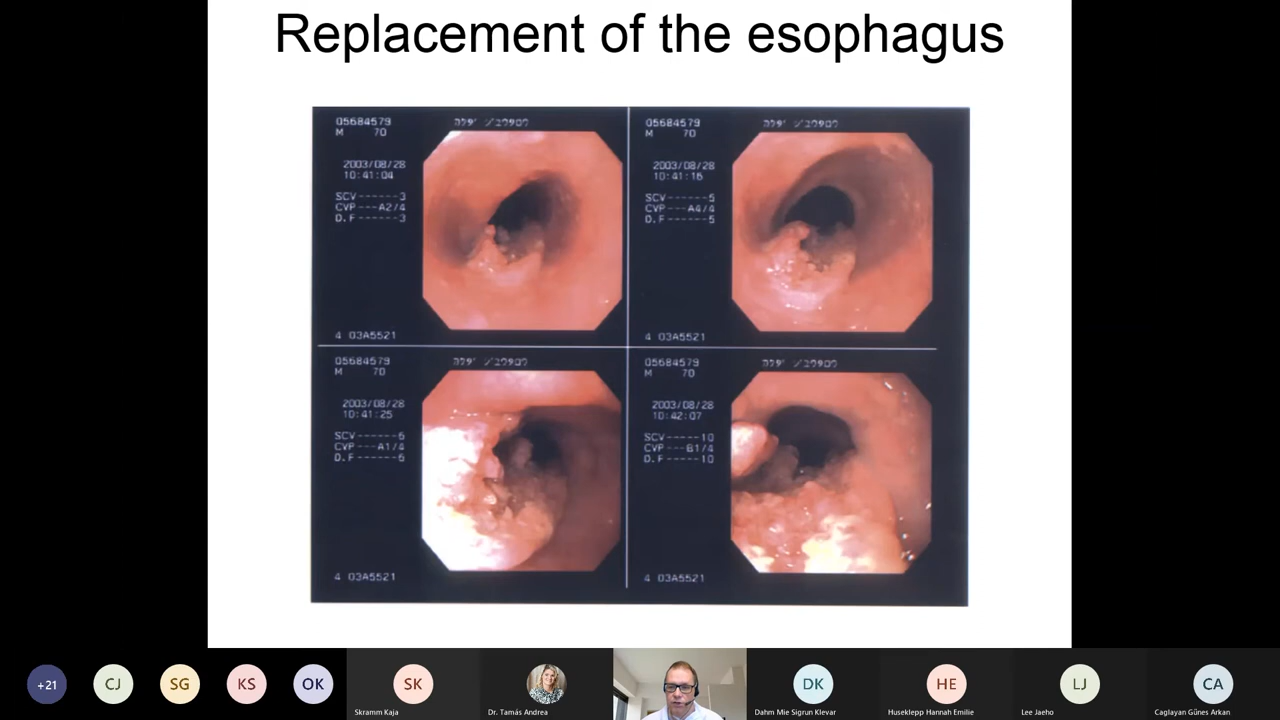 Replacement of the esophagus
05684579
M 70
2003/08/28
10:41:04
SCV------3
CVP---A2/4
D.F------3
4 03A5521
05684579
M 70
2003/08/28
10:41:16
SCV------5
CVP---A4/4
D.F------5
4 03A5521
05684579
M 70
2003/08/28
10:41:25
SCV------6
CVP---A1/4
D.F------6
4 03A5521
05684579
M 70
2003/08/28
10:42:07
SCV-----10
CVP---B1/4
D.F-----10
4 03A5521
+21
CJ
SG
KS
OK
SK
DK
HE
LJ
CA
Skramm Kaja
Dr. Tamás Andrea
Dahm Mie Sigrun Klevar
Huseklepp Hannah Emilie
Lee Jaeho
Caglayan Gűnes Arkan